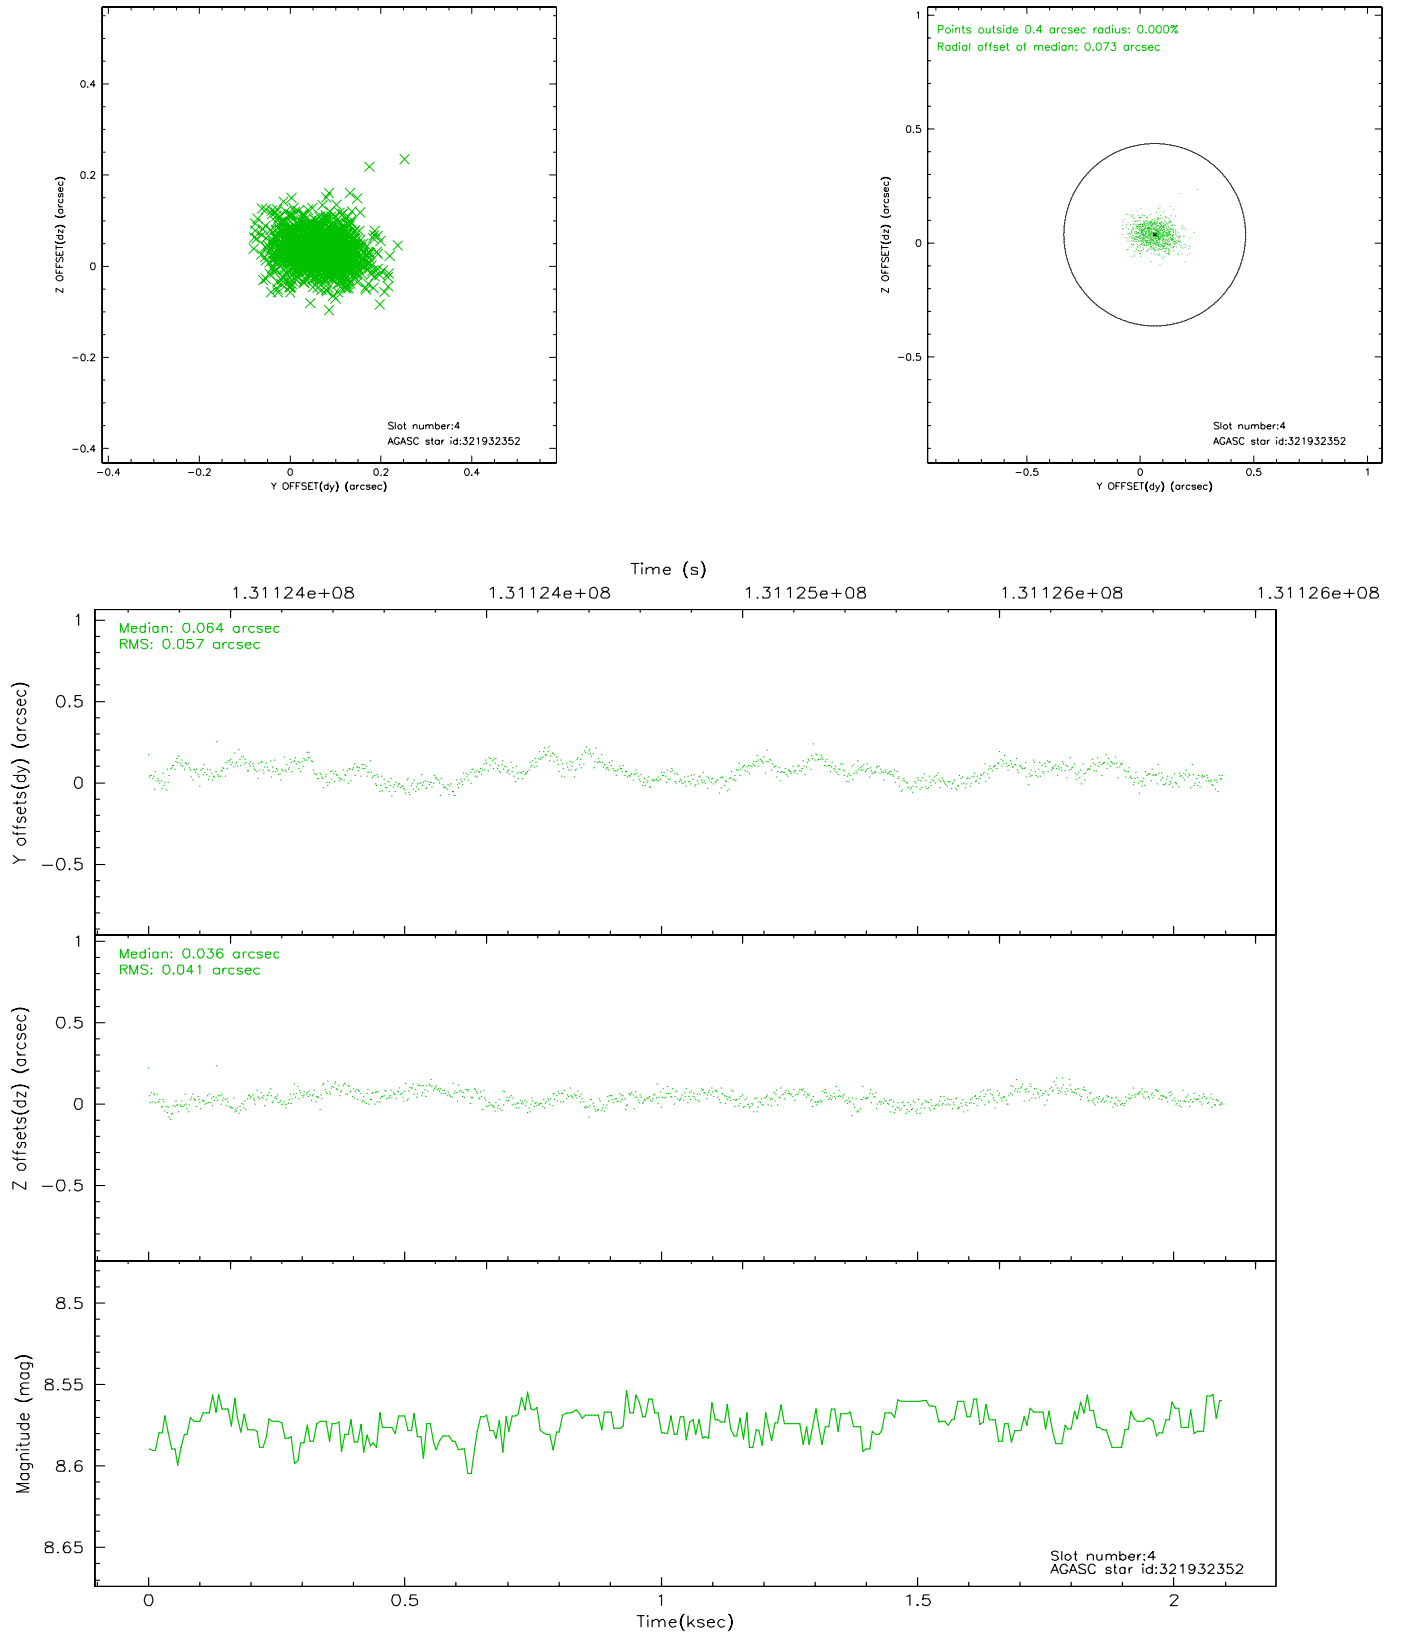 0.4
0.2
0
−0.2
−0.4
Z OFFSET(dz) (arcsec)
Slot number:4
AGASC star id:321932352
−0.4 −0.2 0 0.2 0.4
Y OFFSET(dy) (arcsec)
Points outside 0.4 arcsec radius: 0.000%
Radial offset of median: 0.073 arcsec
1
0.5
0
−0.5
Z OFFSET(dz) (arcsec)
Slot number:4
AGASC star id:321932352
−0.5 0 0.5 1
Y OFFSET(dy) (arcsec)
Time (s)
1.31124e+08 1.31124e+08 1.31125e+08 1.31126e+08 1.31126e+08
Median: 0.064 arcsec
RMS: 0.057 arcsec
1
0.5
0
−0.5
Y offsets(dy) (arcsec)
Median: 0.036 arcsec
RMS: 0.041 arcsec
1
0.5
0
−0.5
Z offsets(dz) (arcsec)
8.5
8.55
8.6
8.65
Magnitude (mag)
Slot number:4
AGASC star id:321932352
0 0.5 1 1.5 2
Time(ksec)